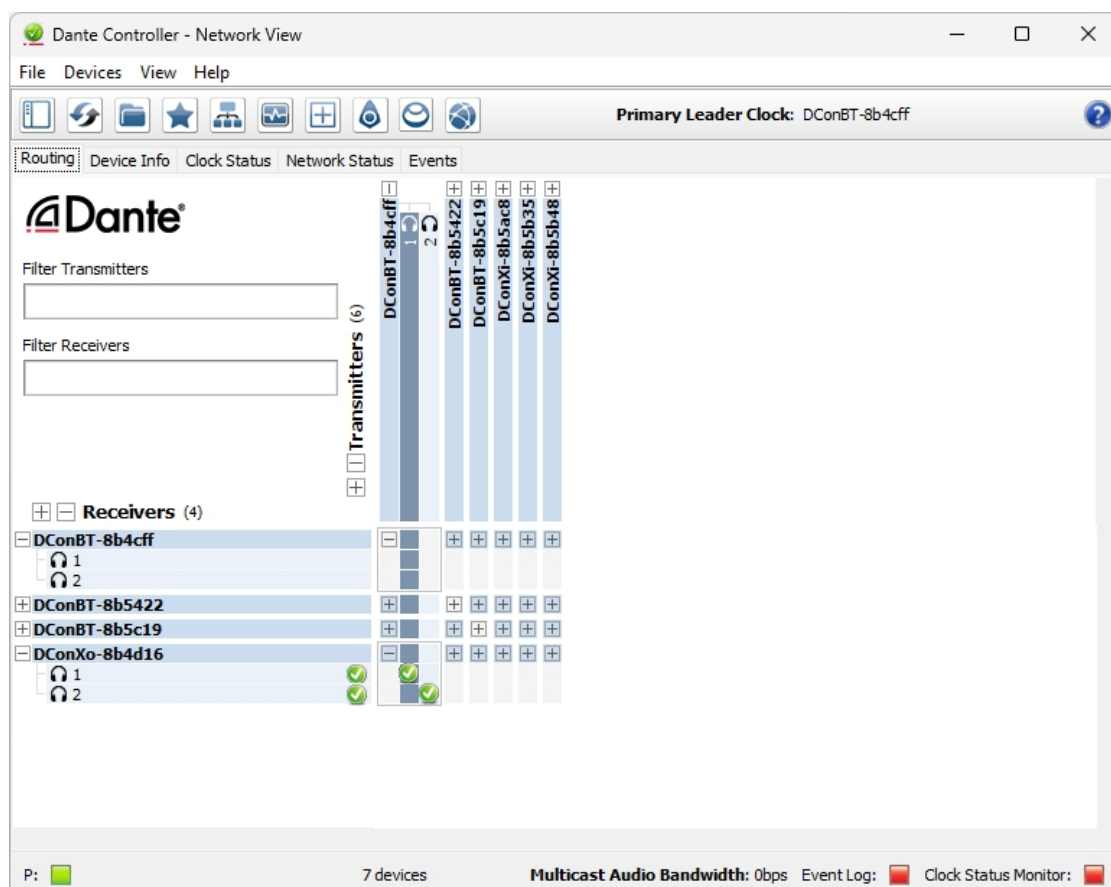 Dante Controller - Network View
File Devices View Help
Primary Leader Clock: DConBT-8b4cff
Routing Device Info Clock Status Network Status Events
Dante®
Filter Transmitters
Filter Receivers
Transmitters (6)
DConBT-8b4cff
1
2
DConBT-8b5422
DConBT-8b5c19
DConXi-8b5ac8
DConXi-8b5b35
DConXi-8b5b48
Receivers (4)
DConBT-8b4cff
1
2
DConBT-8b5422
DConBT-8b5c19
DConXo-8b4d16
1
2
P: 7 devices Multicast Audio Bandwidth: 0bps Event Log: Clock Status Monitor: